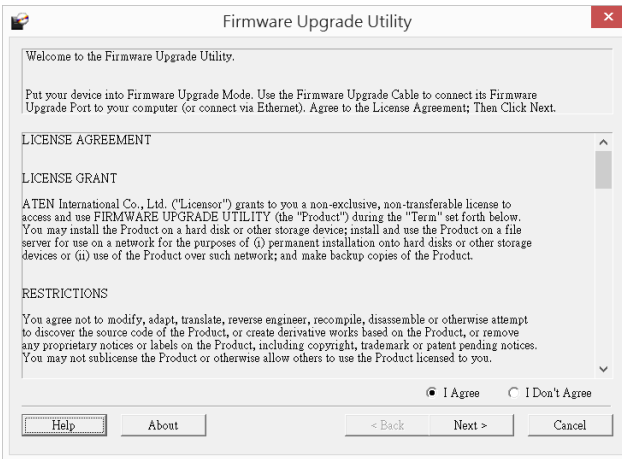 Firmware Upgrade Utility
Welcome to the Firmware Upgrade Utility.
Put your device into Firmware Upgrade Mode. Use the Firmware Upgrade Cable to connect its Firmware
Upgrade Port to your computer (or connect via Ethernet). Agree to the License Agreement; Then Click Next.
LICENSE AGREEMENT
LICENSE GRANT
ATEN International Co., Ltd. ("Licensor") grants to you a non-exclusive, non-transferable license to
access and use FIRMWARE UPGRADE UTILITY (the "Product") during the "Term" set forth below.
You may install the Product on a hard disk or other storage device; install and use the Product on a file
server for use on a network for the purposes of (i) permanent installation onto hard disks or other storage
devices or (ii) use of the Product over such network; and make backup copies of the Product.
RESTRICTIONS
You agree not to modify, adapt, translate, reverse engineer, recompile, disassemble or otherwise attempt
to discover the source code of the Product, or create derivative works based on the Product, or remove
any proprietary notices or labels on the Product, including copyright, trademark or patent pending notices.
You may not sublicense the Product or otherwise allow others to use the Product licensed to you.
I Agree I Don't Agree
Help About < Back Next > Cancel